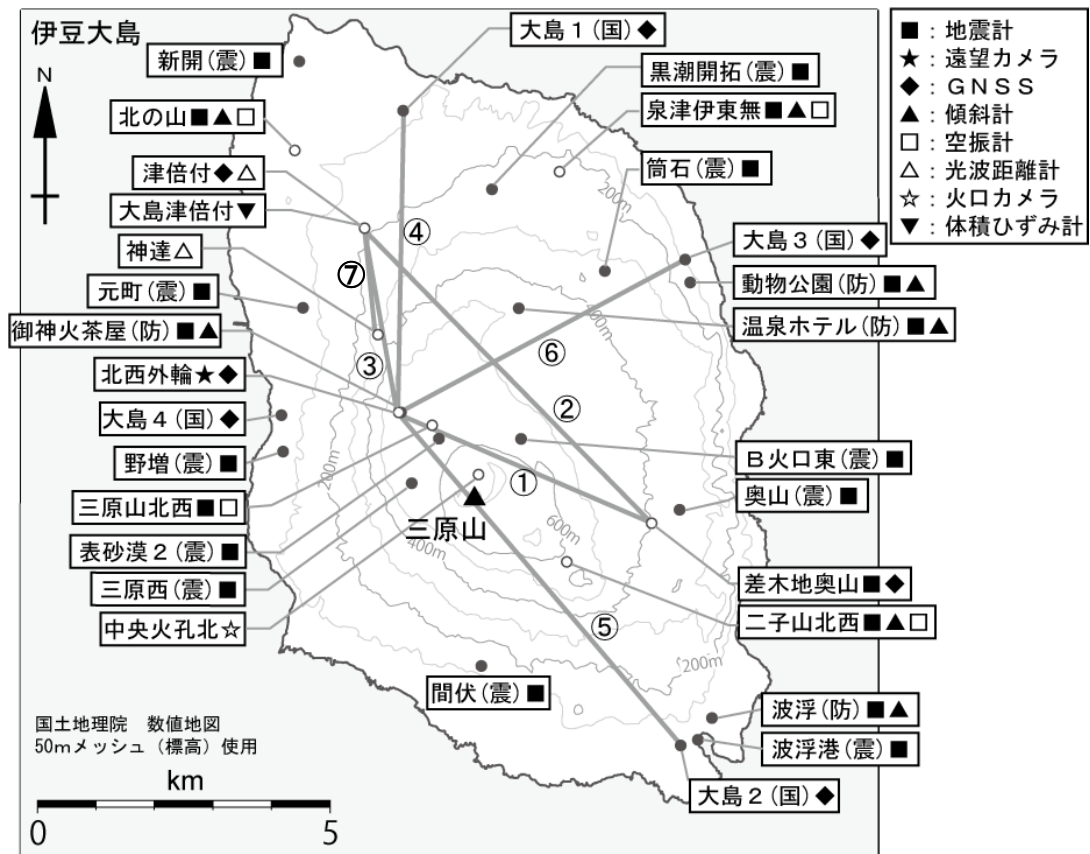 伊豆大島
N
新開(震)■
北の山■▲□
津倍付◆△
大島津倍付▼
神達△
元町(震)■
御神火茶屋(防)■▲
北西外輪★◆
大島4(国)◆
野増(震)■
三原山北西■□
表砂漠2(震)■
三原西(震)■
中央火孔北☆
大島1(国)◆
黒潮開拓(震)■
泉津伊東無■▲□
筒石(震)■
大島3(国)◆
動物公園(防)■▲
温泉ホテル(防)■▲
B火口東(震)■
奥山(震)■
差木地奥山■◆
二子山北西■▲□
波浮(防)■▲
波浮港(震)■
大島2(国)◆
間伏(震)■
三原山
①
②
③
④
⑤
⑥
⑦
200m
400m
200m
400m
600m
200m
国土地理院 数値地図
50mメッシュ(標高)使用
km
0 5
■:地震計
★:遠望カメラ
◆:GNSS
▲:傾斜計
□:空振計
△:光波距離計
☆:火口カメラ
▼:体積ひずみ計